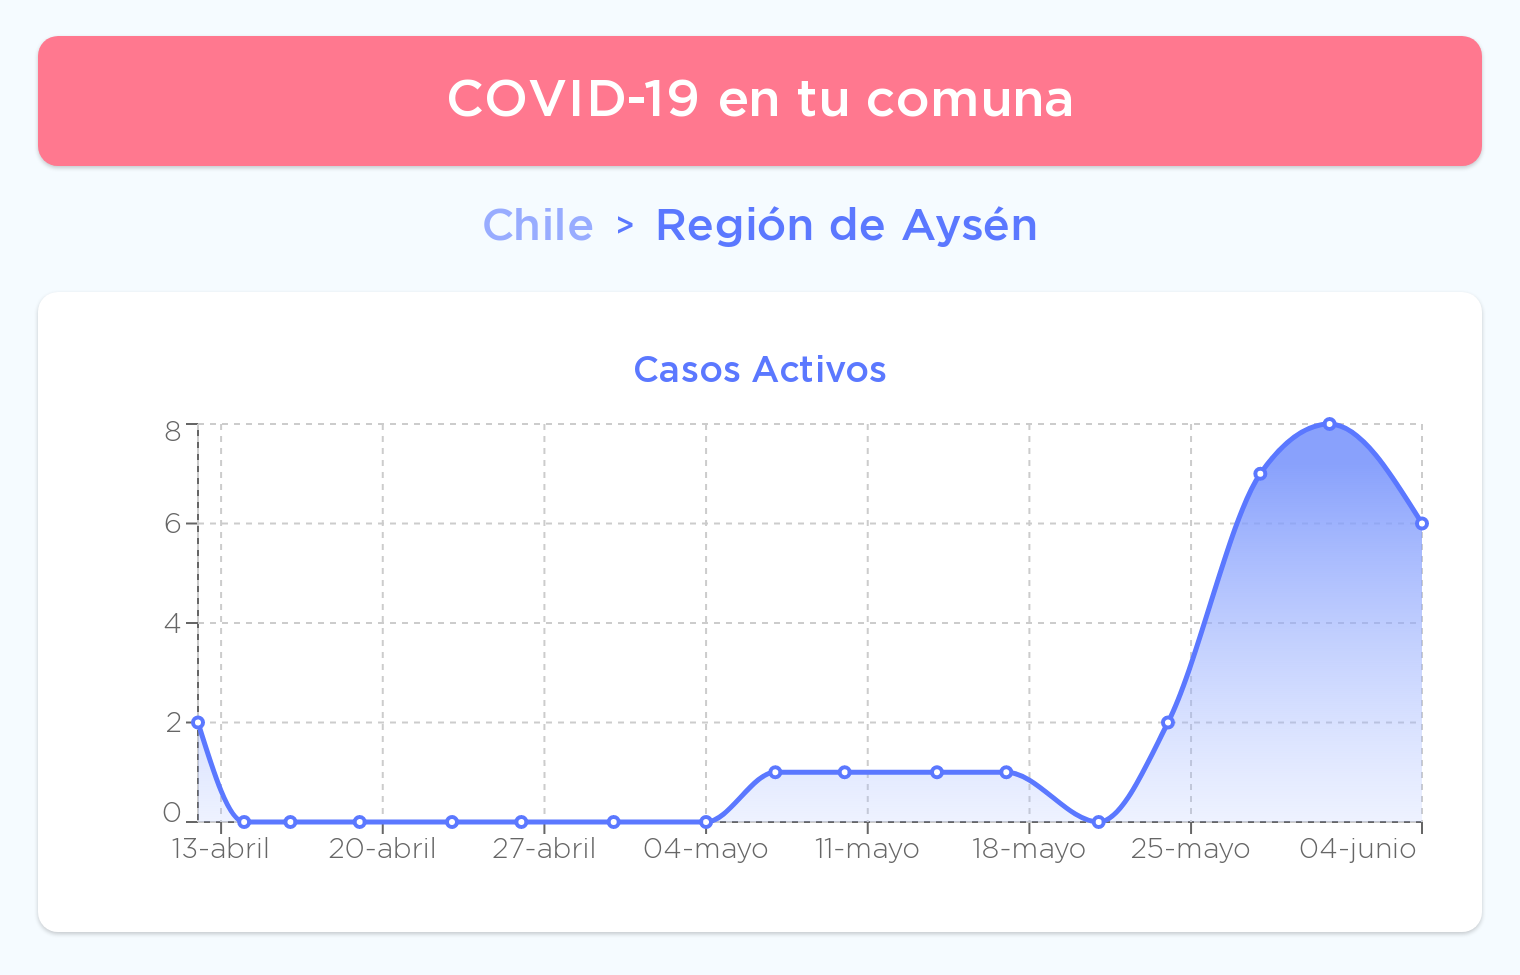 COVID-19 en tu comuna
Chile > Región de Aysén
Casos Activos
8
6
4
2
0
13-abril 20-abril 27-abril 04-mayo 11-mayo 18-mayo 25-mayo 04-junio